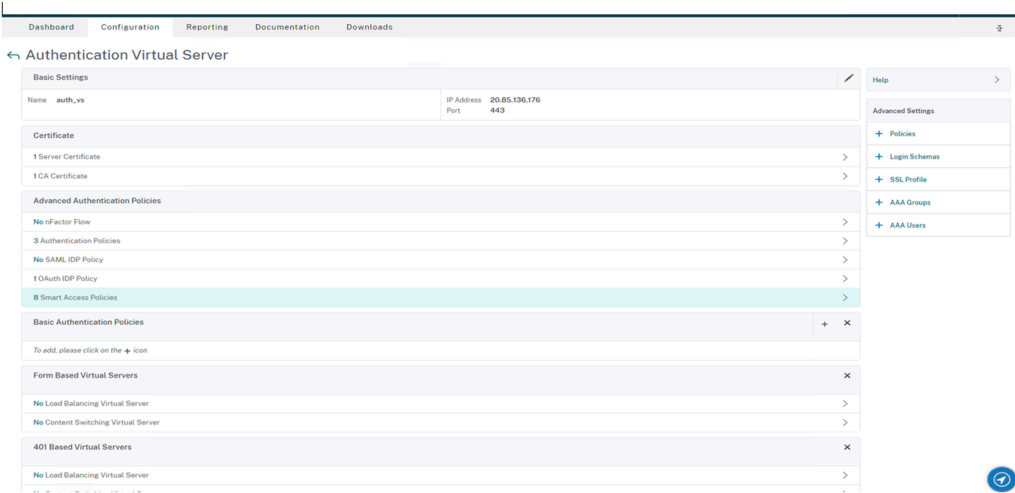 Dashboard Configuration Reporting Documentation Downloads
Authentication Virtual Server
Basic Settings
Name auth_vs
IP Address 20.85.136.176
Port 443
Certificate
1 Server Certificate
1 CA Certificate
Advanced Authentication Policies
No nFactor Flow
3 Authentication Policies
No SAML IDP Policy
1 OAuth IDP Policy
8 Smart Access Policies
Basic Authentication Policies
To add, please click on the + icon
Form Based Virtual Servers
No Load Balancing Virtual Server
No Content Switching Virtual Server
401 Based Virtual Servers
No Load Balancing Virtual Server
Help
Advanced Settings
+ Policies
+ Login Schemas
+ SSL Profile
+ AAA Groups
+ AAA Users